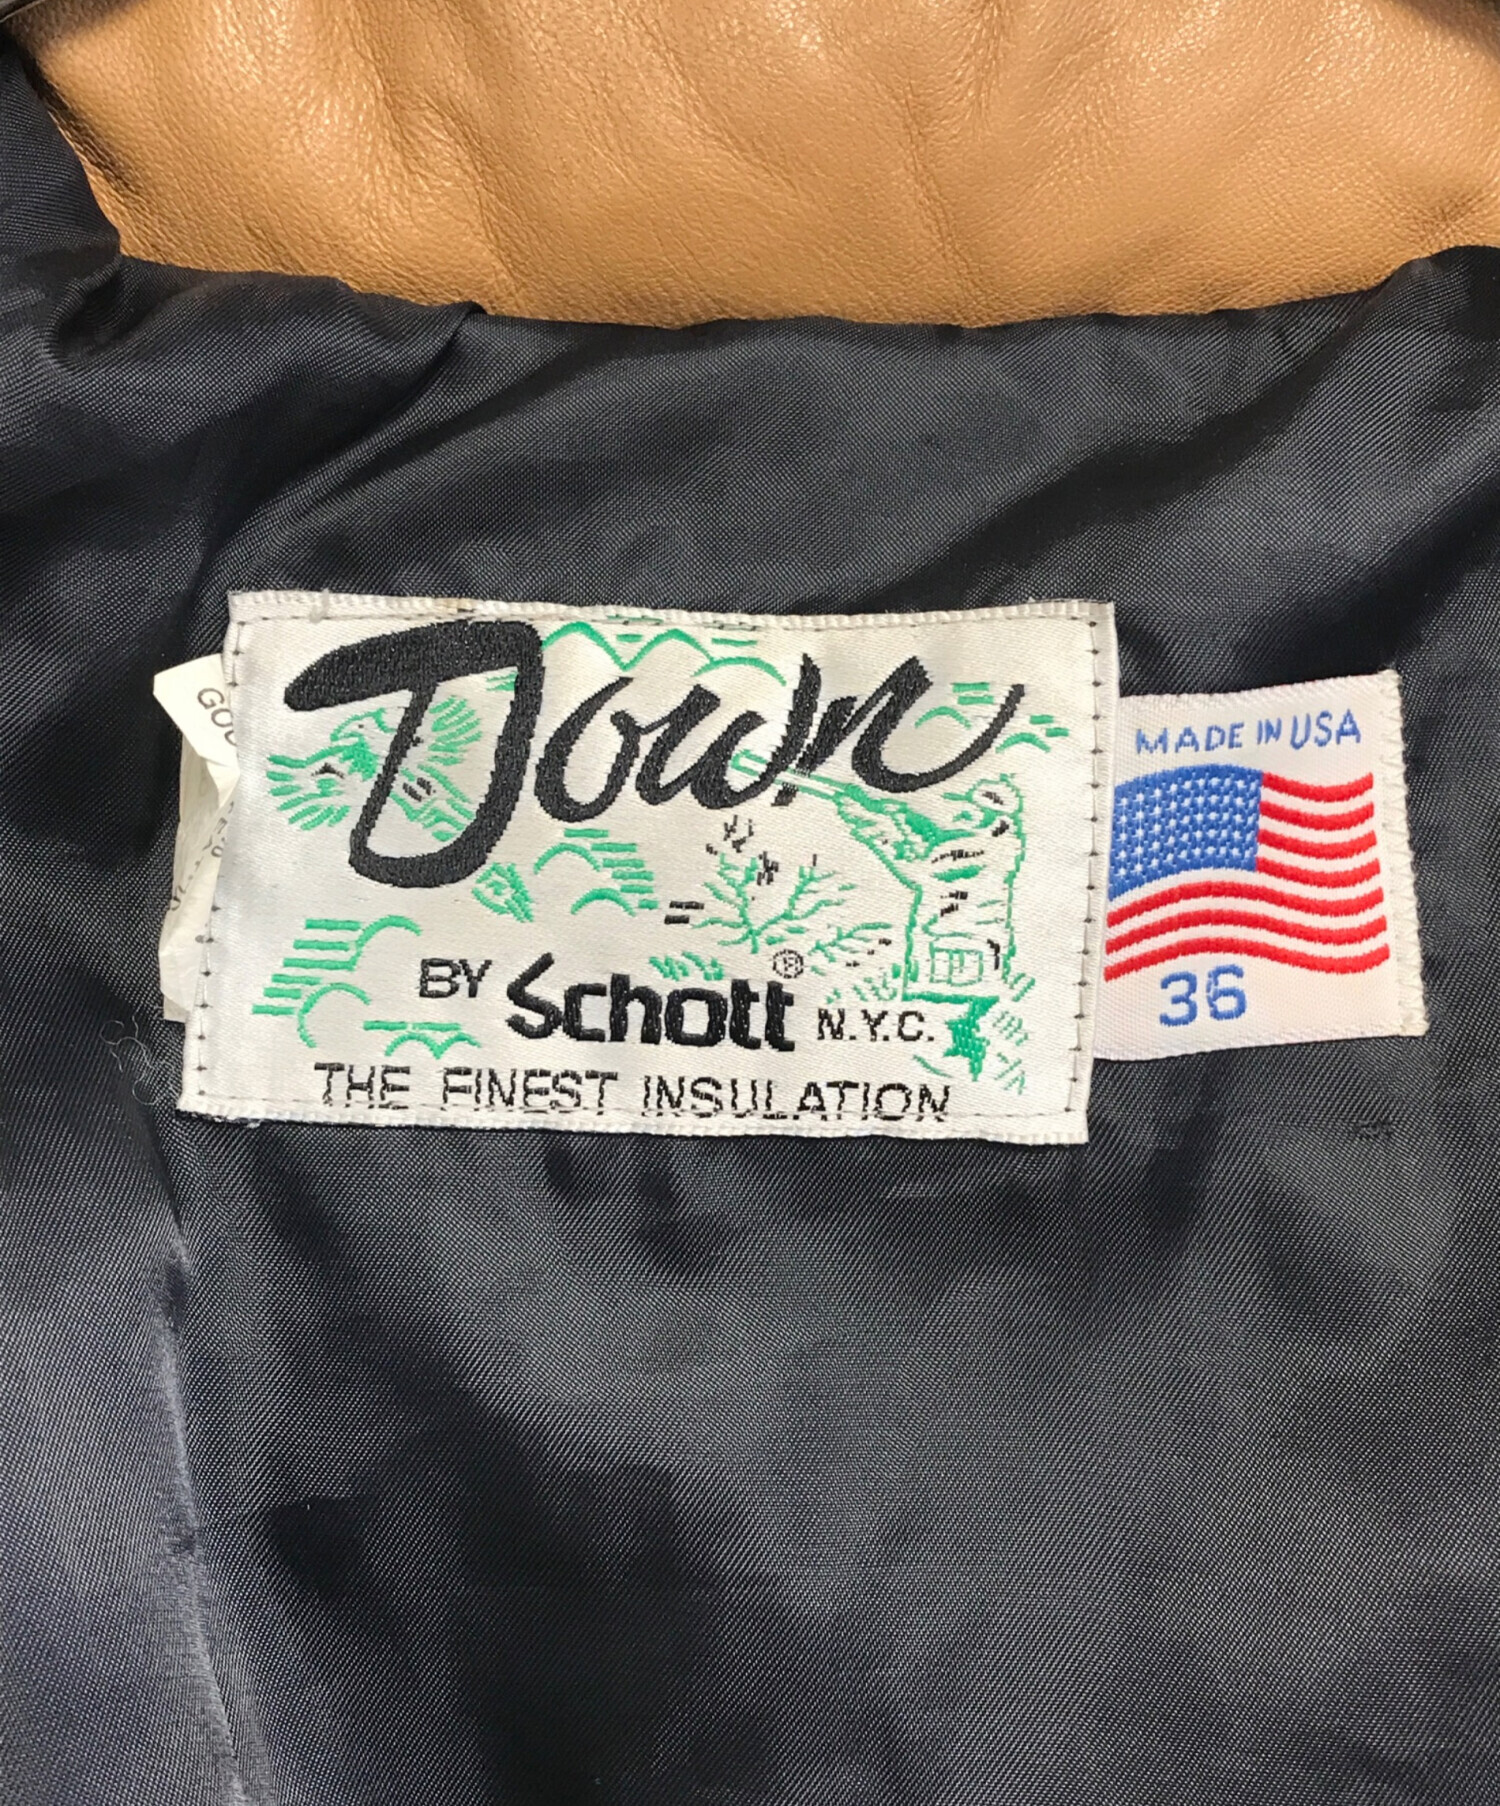 Down
BY Schott® N.Y.C.
THE FINEST INSULATION
MADE IN USA
36